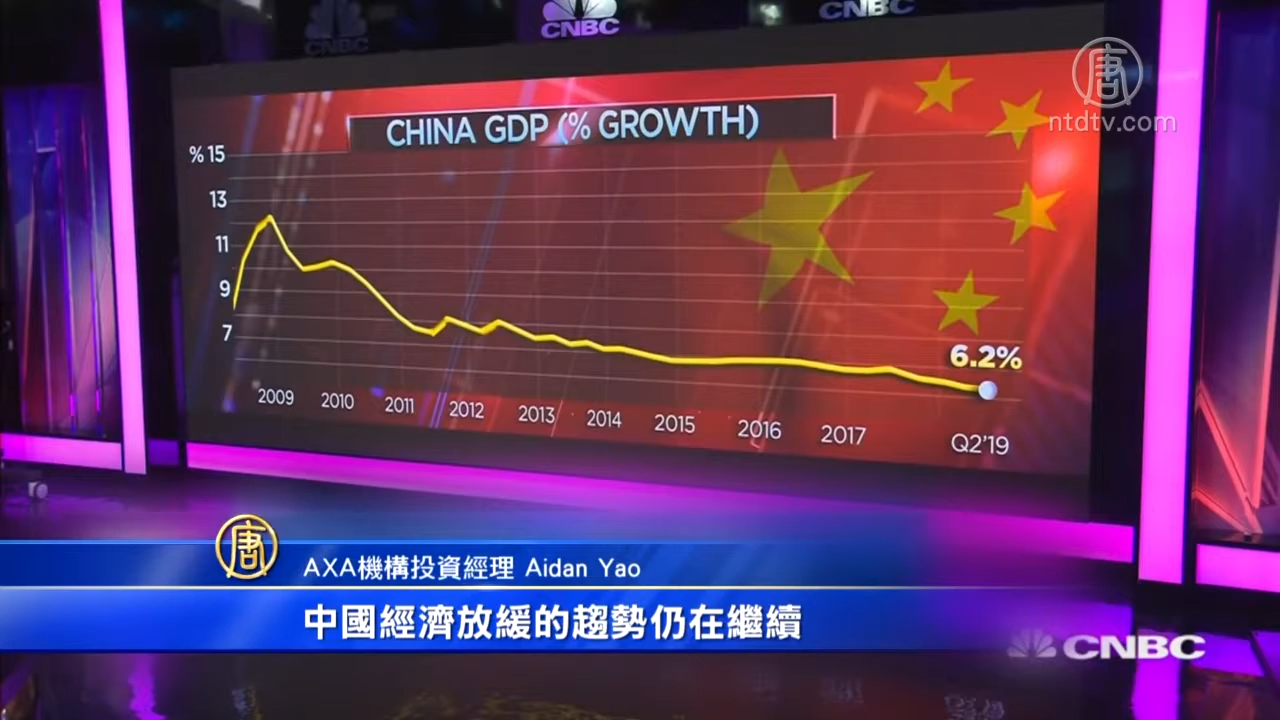 CNBC
CNBC
CNBC
唐
ntdtv.com
CHINA GDP (% GROWTH)
% 15
13
11
9
7
6.2%
2009 2010 2011 2012 2013 2014 2015 2016 2017 Q2'19
唐
AXA機構投資經理 Aidan Yao
中國經濟放緩的趨勢仍在繼續
CNBC